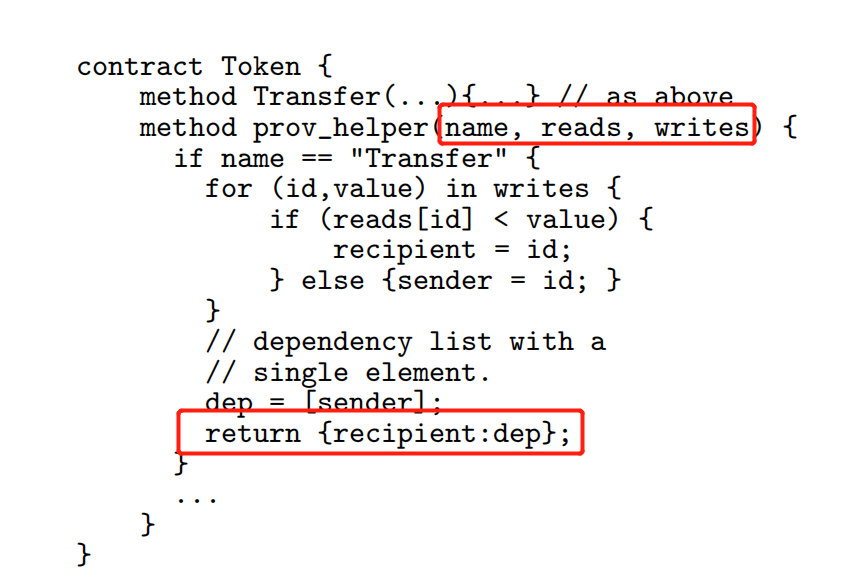 contract Token {
method Transfer(...){...} // as above
method prov_helper(name, reads, writes) {
if name == "Transfer" {
for (id,value) in writes {
if (reads[id] < value) {
recipient = id;
} else {sender = id; }
}
// dependency list with a
// single element.
dep = [sender];
return {recipient:dep};
}
...
}
}